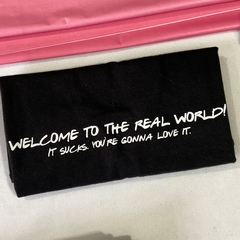 WELCOME TO THE REAL WORLD!
IT SUCKS. YOU'RE GONNA LOVE IT.